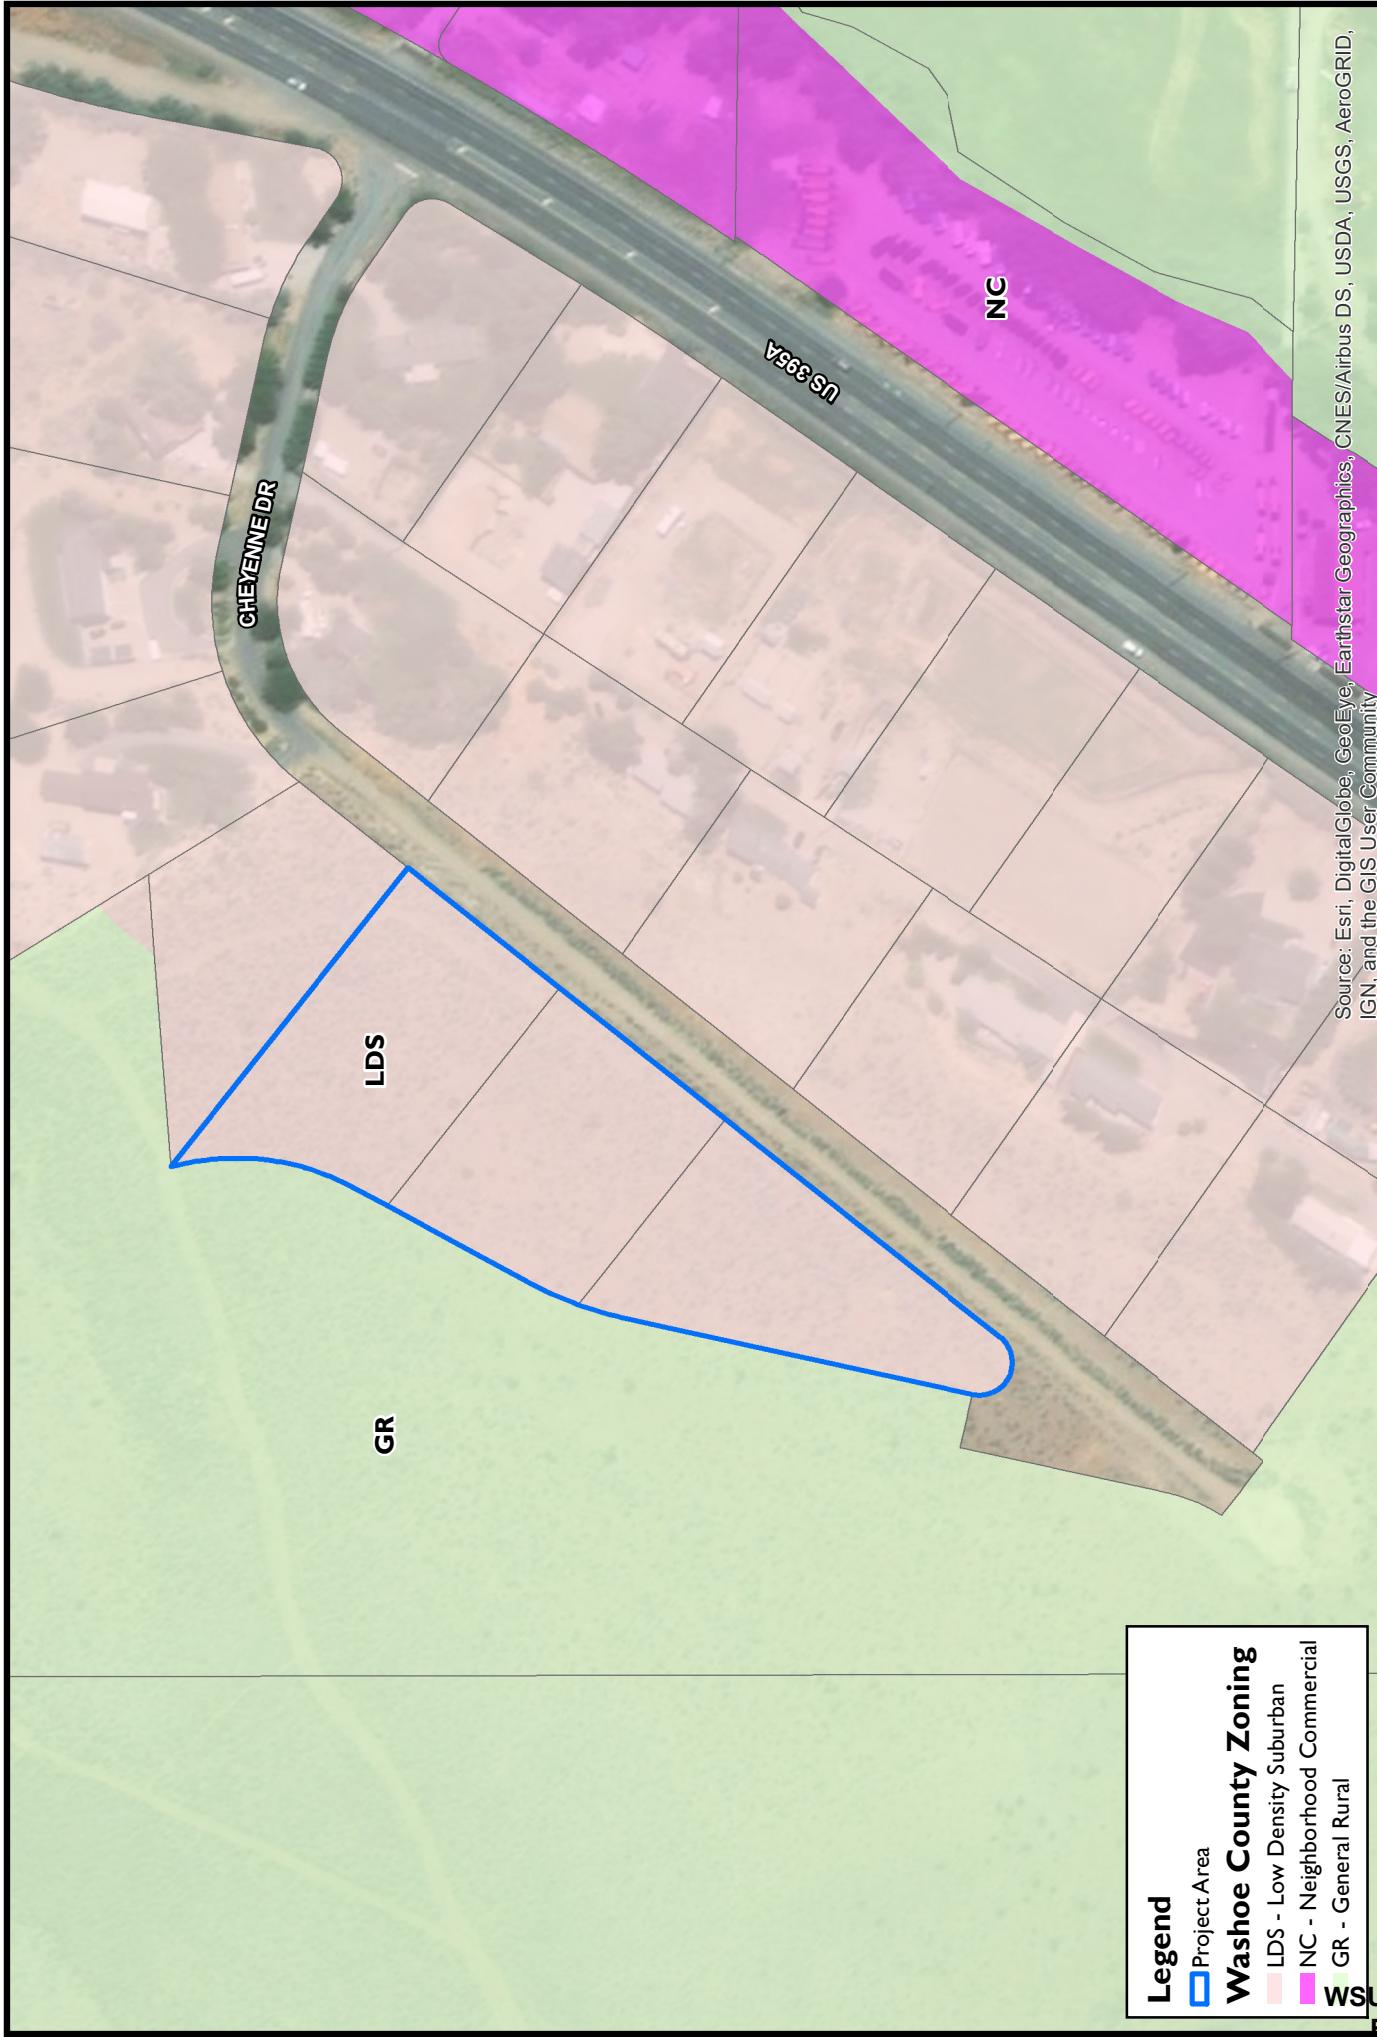 CHEYENNE DR
US 395A
NC
LDS
GR
Legend
Project Area
Washoe County Zoning
LDS - Low Density Suburban
NC - Neighborhood Commercial
GR - General Rural
Source: Esri, DigitalGlobe, GeoEye, Earthstar Geographics, CNES/Airbus DS, USDA, USGS, AeroGRID,
IGN, and the GIS User Community